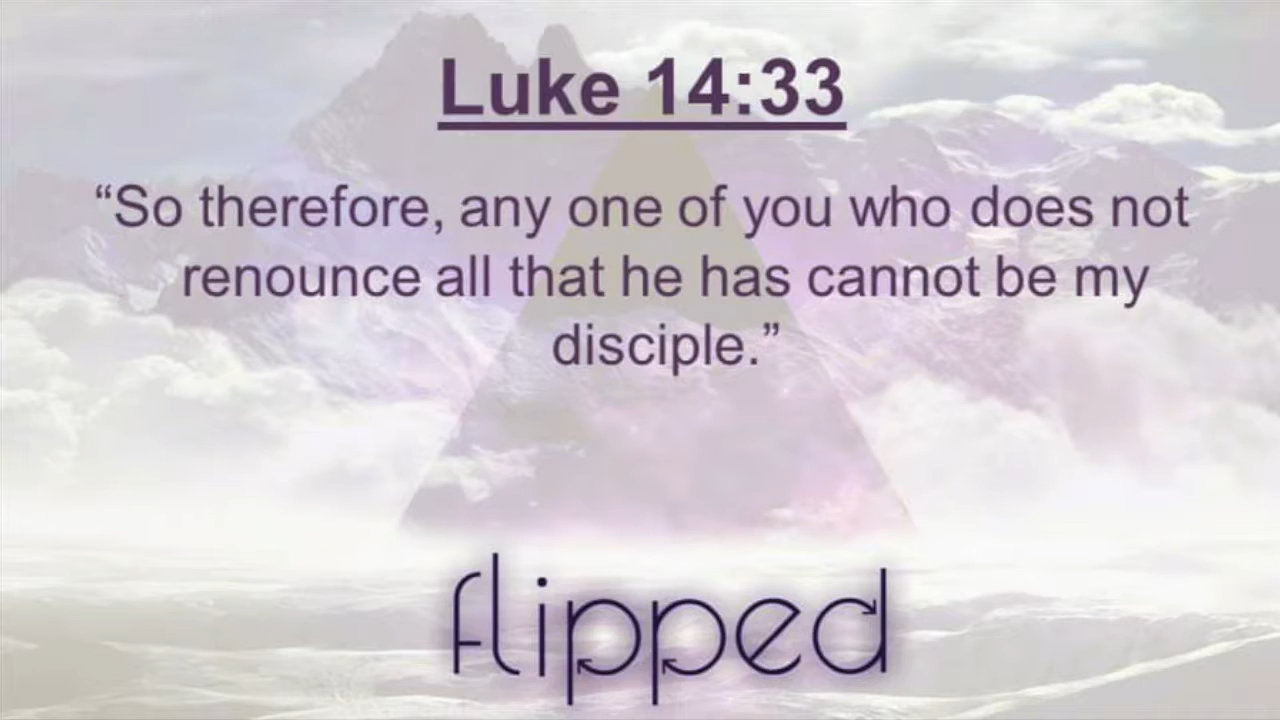 Luke 14:33
“So therefore, any one of you who does not
renounce all that he has cannot be my
disciple.”
flipped